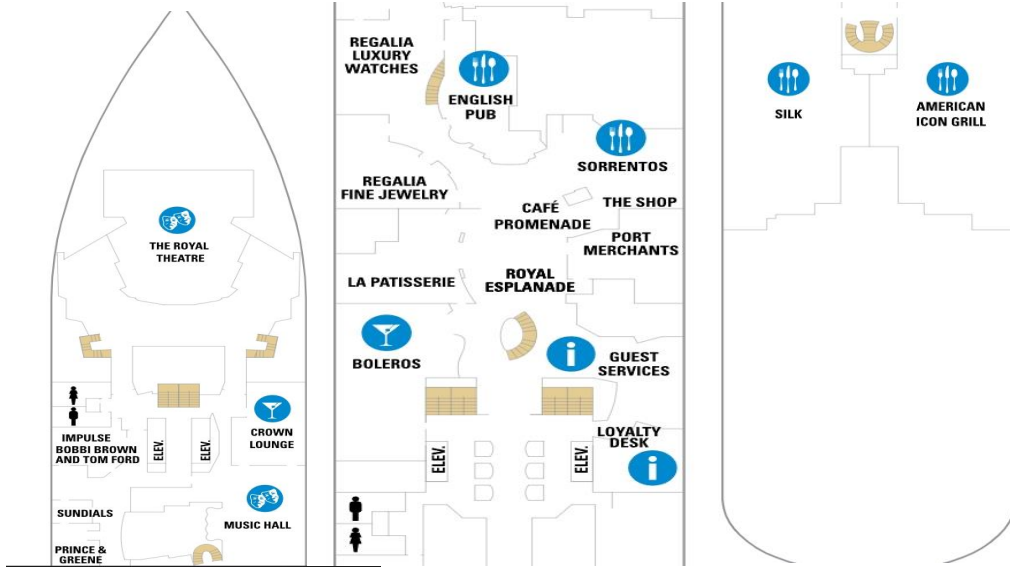 THE ROYAL
THEATRE
CROWN
LOUNGE
IMPULSE
BOBBI BROWN
AND TOM FORD
ELEV.
ELEV.
SUNDIALS
MUSIC HALL
PRINCE &
GREENE
REGALIA
LUXURY
WATCHES
ENGLISH
PUB
SORRENTOS
REGALIA
FINE JEWELRY
THE SHOP
CAFÉ
PROMENADE
PORT
MERCHANTS
LA PATISSERIE
ROYAL
ESPLANADE
BOLEROS
i
GUEST
SERVICES
LOYALTY
DESK
ELEV.
ELEV.
i
SILK
AMERICAN
ICON GRILL